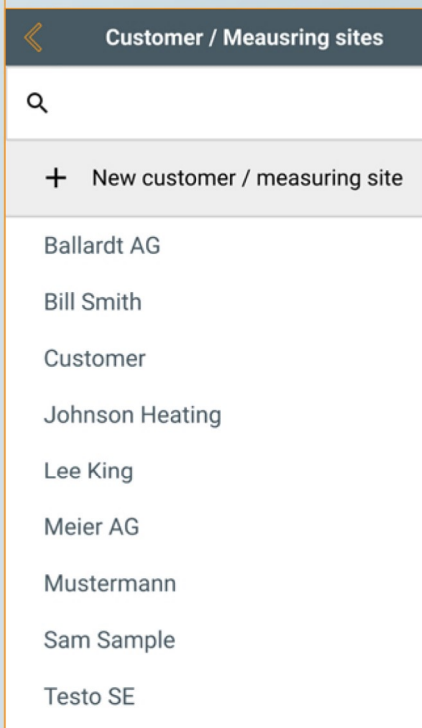 Customer / Meausring sites
+ New customer / measuring site
Ballardt AG
Bill Smith
Customer
Johnson Heating
Lee King
Meier AG
Mustermann
Sam Sample
Testo SE